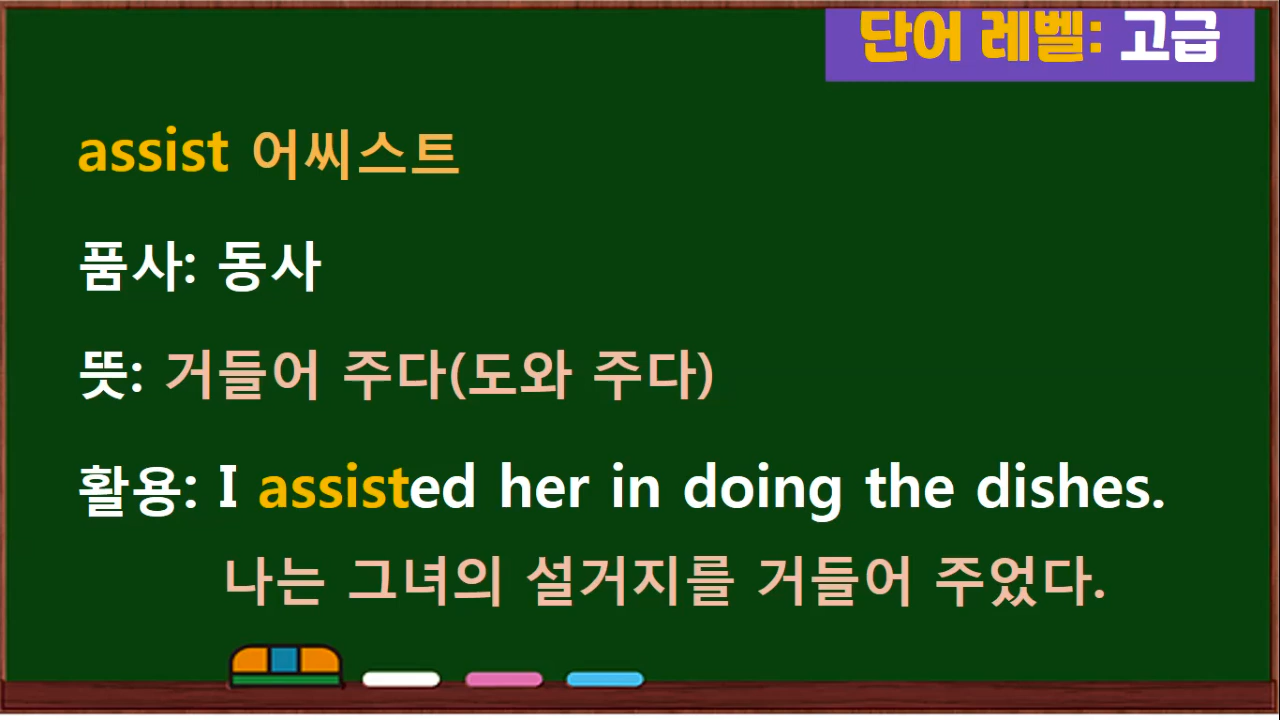 단어 레벨: 고급
assist 어씨스트
품사: 동사
뜻: 거들어 주다(도와 주다)
활용: I assisted her in doing the dishes.
나는 그녀의 설거지를 거들어 주었다.